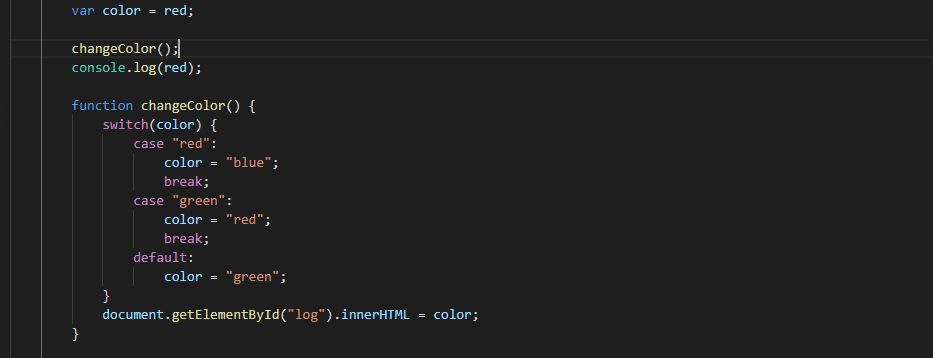 var color = red;
changeColor();
console.log(red);
function changeColor() {
switch(color) {
case "red":
color = "blue";
break;
case "green":
color = "red";
break;
default:
color = "green";
}
document.getElementById("log").innerHTML = color;
}